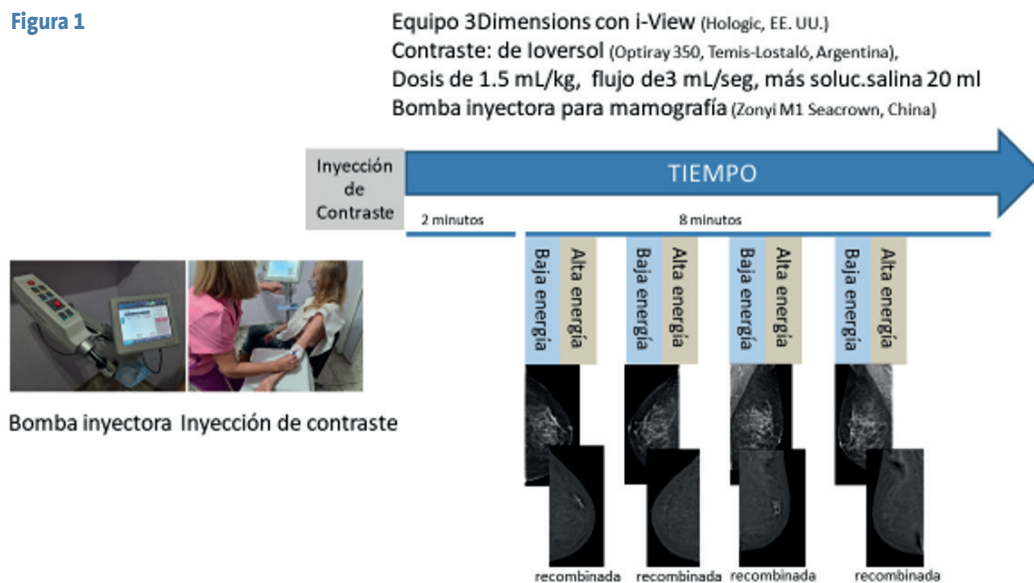 Figura 1
Equipo 3Dimensions con i-View (Hologic, EE. UU.)
Contraste: de Ioversol (Optiray 350, Temis-Lostaló, Argentina),
Dosis de 1.5 mL/kg, flujo de3 mL/seg, más soluc.salina 20 ml
Bomba inyectora para mamografía (Zonyi M1 Seacrown, China)
Inyección
de
Contraste
TIEMPO
2 minutos
8 minutos
Baja energía
Alta energía
Baja energía
Alta energía
Baja energía
Alta energía
Baja energía
Alta energía
Bomba inyectora
Inyección de contraste
recombinada
recombinada
recombinada
recombinada